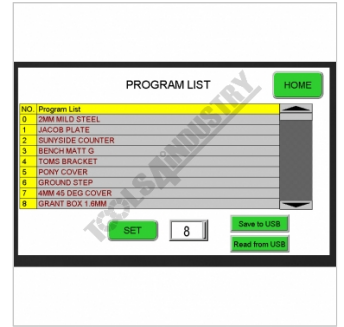 PROGRAM LIST
HOME
NO. Program List
0 2MM MILD STEEL
1 JACOB PLATE
2 SUNYSIDE COUNTER
3 BENCH MATT G
4 TOMS BRACKET
5 PONY COVER
6 GROUND STEP
7 4MM 45 DEG COVER
8 GRANT BOX 1.6MM
SET
8
Save to USB
Read from USB
TOOLS4INDUSTRY